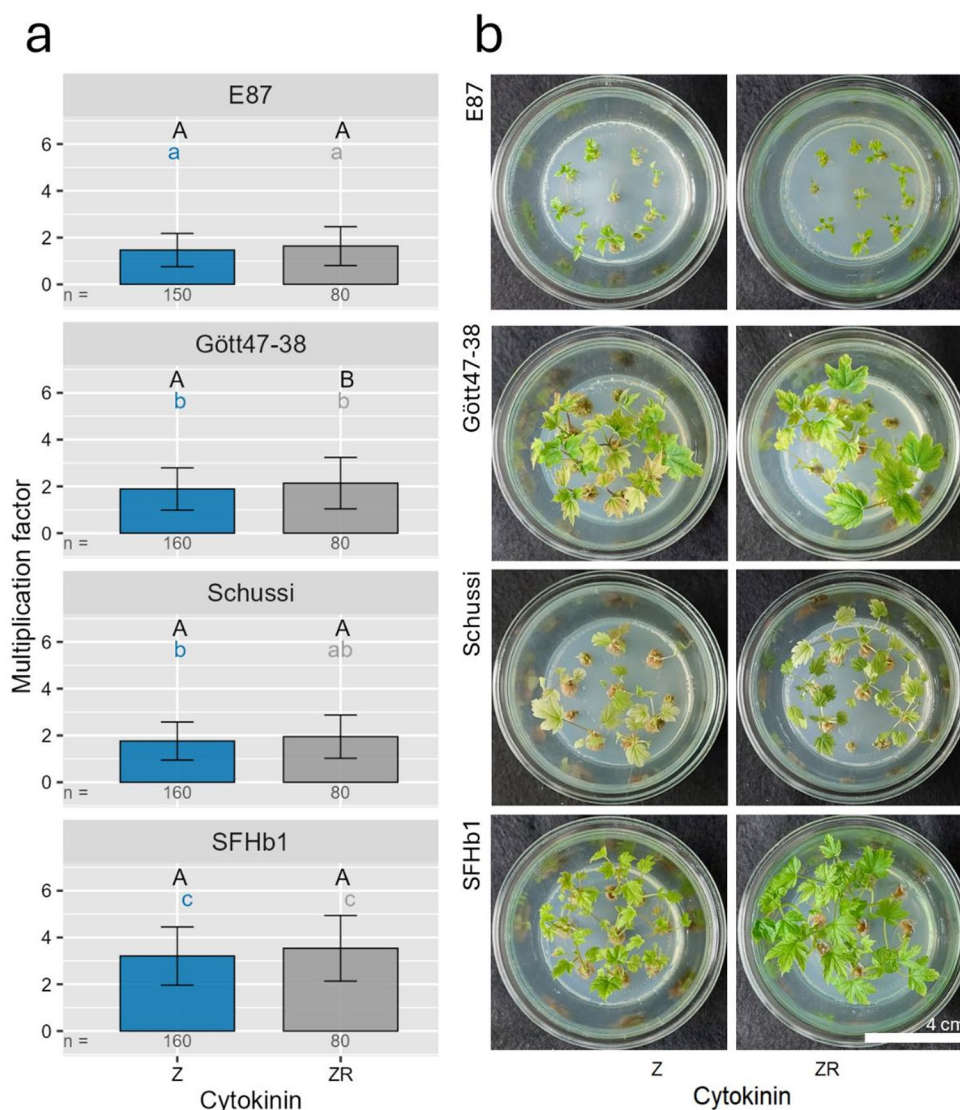 a
E87
A A
a a
6
4
2
0
n = 150 80
Gött47-38
A B
b b
6
4
2
0
n = 160 80
Schussi
A A
b ab
6
4
2
0
n = 160 80
SFHb1
A A
c c
6
4
2
0
n = 160 80
Z ZR
Cytokinin
Multiplication factor
b
E87
Gött47-38
Schussi
SFHb1
4 cm
Z ZR
Cytokinin